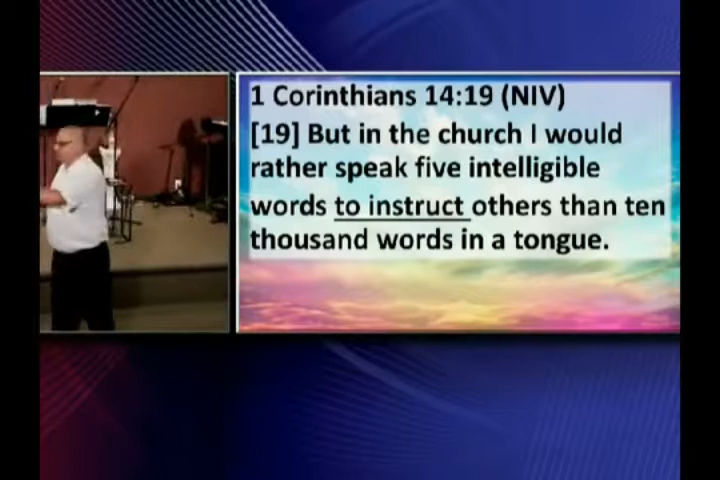 1 Corinthians 14:19 (NIV)
[19] But in the church I would
rather speak five intelligible
words to instruct others than ten
thousand words in a tongue.